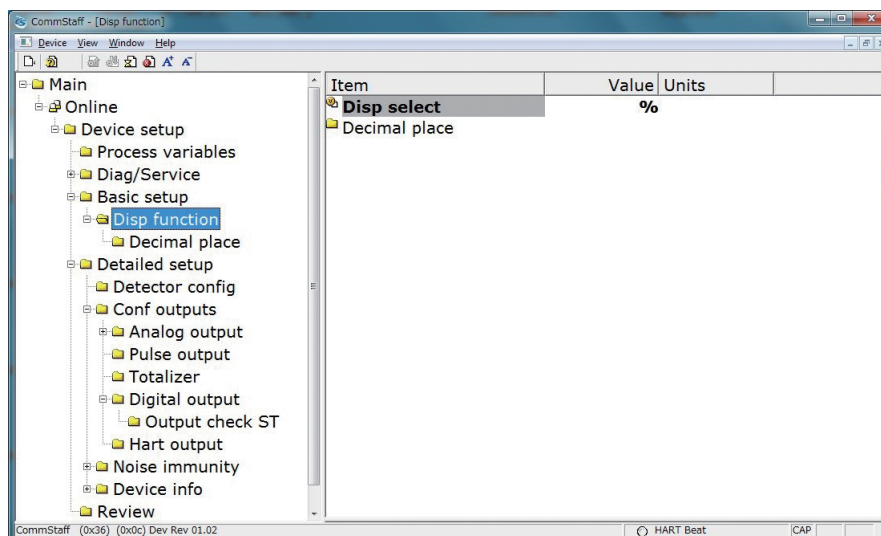 CommStaff - [Disp function]
Device View Window Help
A+ A-
Main
Online
Device setup
Process variables
Diag/Service
Basic setup
Disp function
Decimal place
Detailed setup
Detector config
Conf outputs
Analog output
Pulse output
Totalizer
Digital output
Output check ST
Hart output
Noise immunity
Device info
Review
Item Value Units
Disp select %
Decimal place
CommStaff (0x36) (0x0c) Dev Rev 01.02 HART Beat CAP